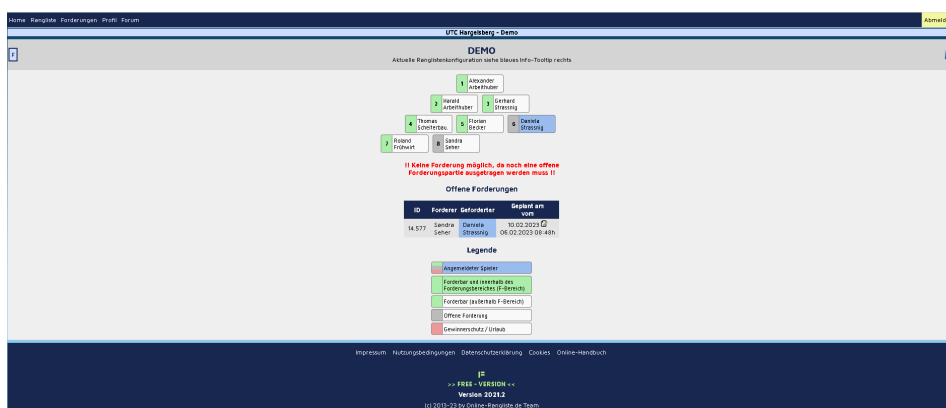 Home Rangliste Forderungen Profil Forum Abmeld
UTC Hargelsberg - Demo
F
DEMO
Aktuelle Ranglistenkonfiguration siehe blaues Info-Tooltip rechts
1 Alexander Arbeithuber
2 Harald Arbeithuber 3 Gerhard Strassnig
4 Thomas Scheiterbäu. 5 Florian Becker 6 Daniela Strassnig
7 Roland Frühwirt 8 Sandra Seher
!! Keine Forderung möglich, da noch eine offene
Forderungspartie ausgetragen werden muss !!
Offene Forderungen
ID Forderer Geforderter Geplant am vom
14.577 Sandra Seher Daniela Strassnig 10.02.2023 06.02.2023 08:48h
Legende
Angemeldeter Spieler
Forderbar und innerhalb des
Forderungsbereiches (F-Bereich)
Forderbar (außerhalb F-Bereich)
Offene Forderung
Gewinnerschutz / Urlaub
Impressum Nutzungsbedingungen Datenschutzerklärung Cookies Online-Handbuch
>> FREE - VERSION <<
Version 2021.2
(c) 2013-23 by Online-Rangliste.de Team